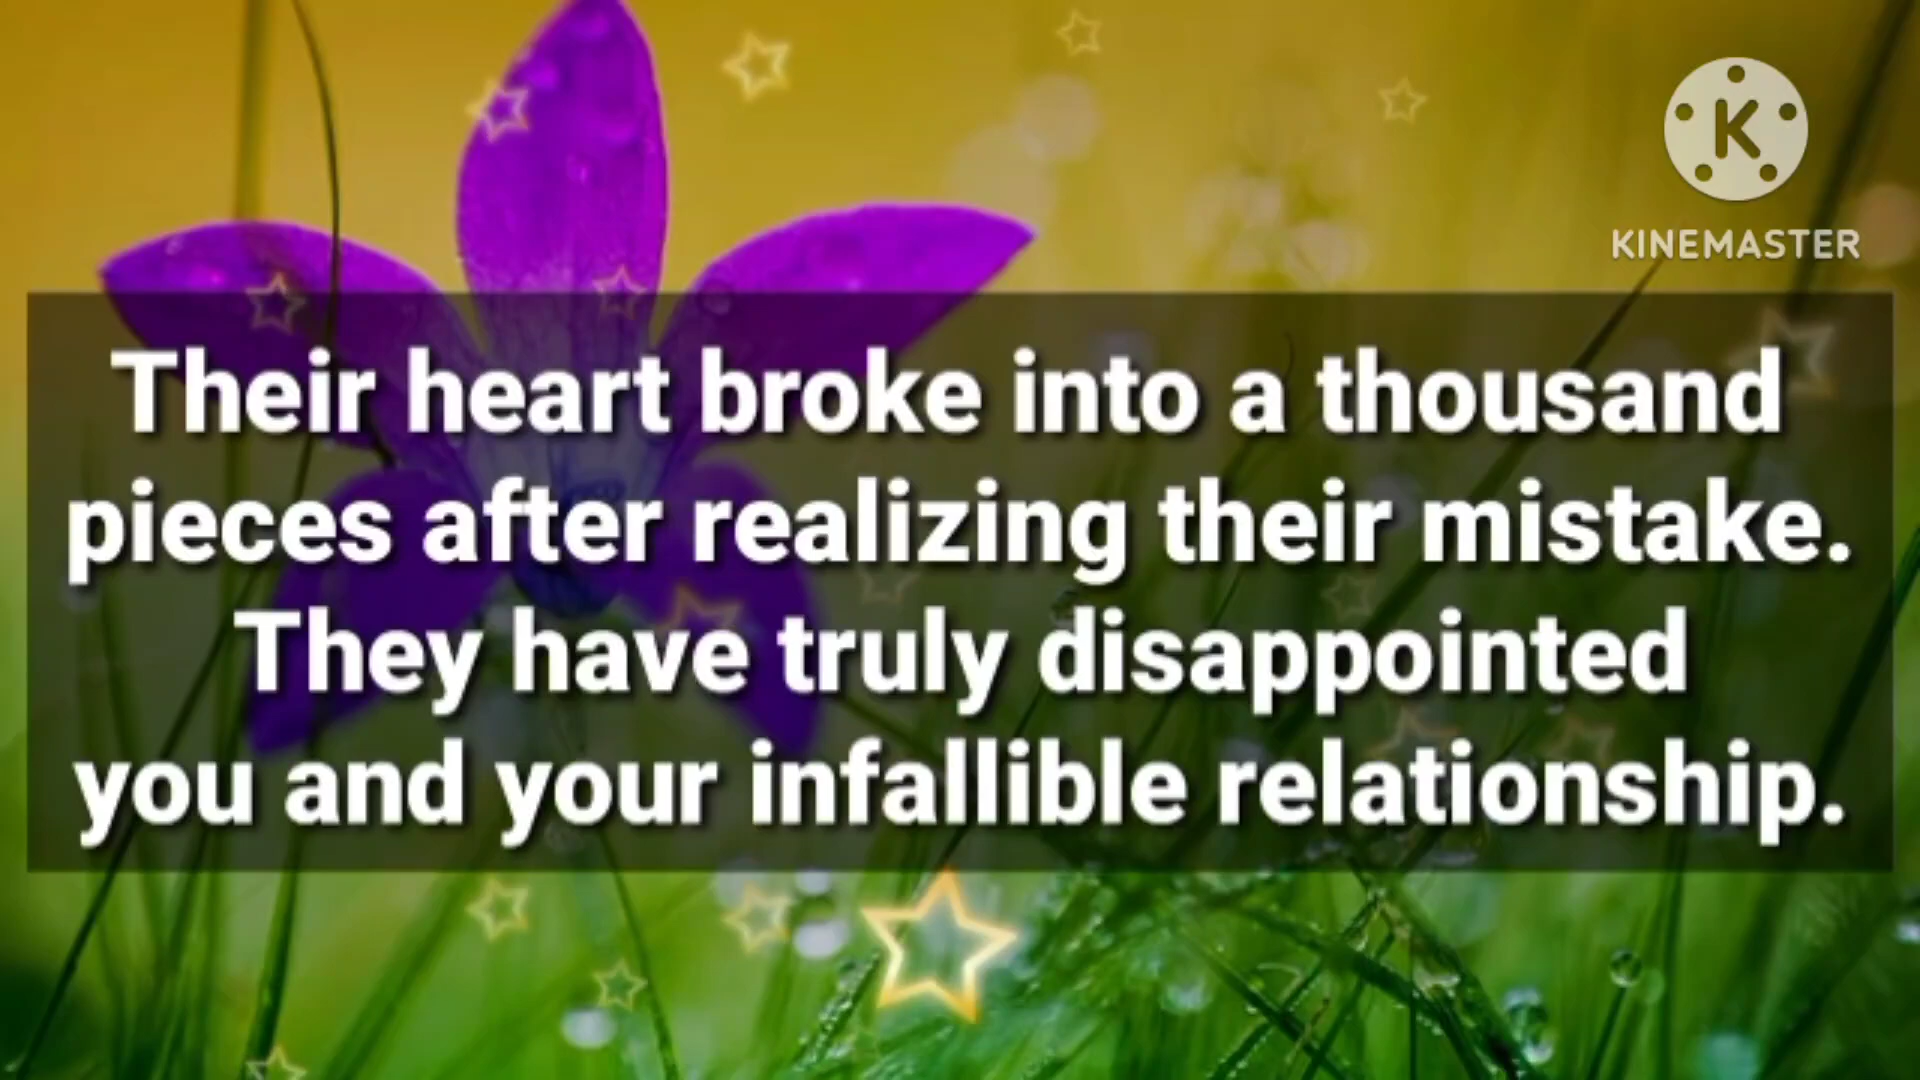 K
KINEMASTER
Their heart broke into a thousand
pieces after realizing their mistake.
They have truly disappointed
you and your infallible relationship.